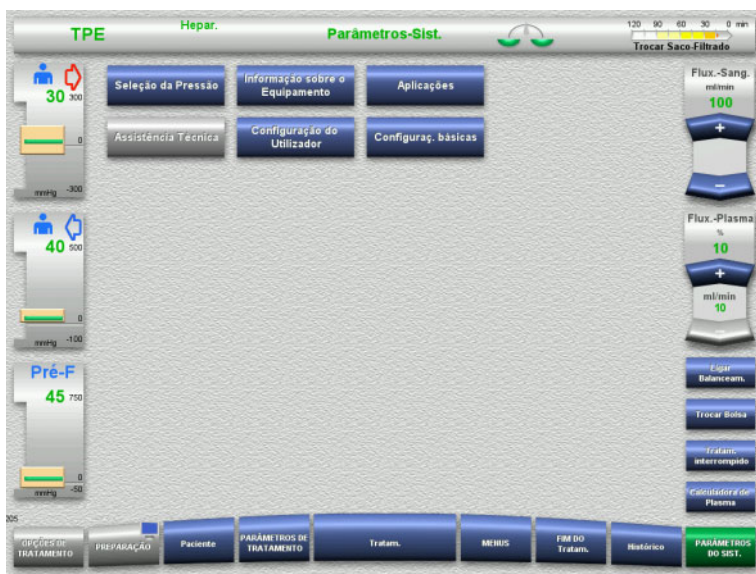 TPE
Hepar.
Parâmetros-Sist.
120 90 60 30 0 min
Trocar Saco-Filtrado
30
300
0
-300
mmHg
40
500
0
-100
mmHg
Pré-F
45
750
0
-50
mmHg
Seleção da Pressão
Informação sobre o
Equipamento
Aplicações
Assistência Técnica
Configuração do
Utilizador
Configuraç. básicas
Flux.-Sang.
ml/min
100
+
–
Flux.-Plasma
%
10
+
ml/min
10
–
Ligar
Balanceam.
Trocar Bolsa
Tratam.
interrompido
Calculadora de
Plasma
205
OPÇÕES DE
TRATAMENTO
PREPARAÇÃO
Paciente
PARÂMETROS DE
TRATAMENTO
Tratam.
MENUS
FIM DO
Tratam.
Histórico
PARÂMETROS
DO SIST.